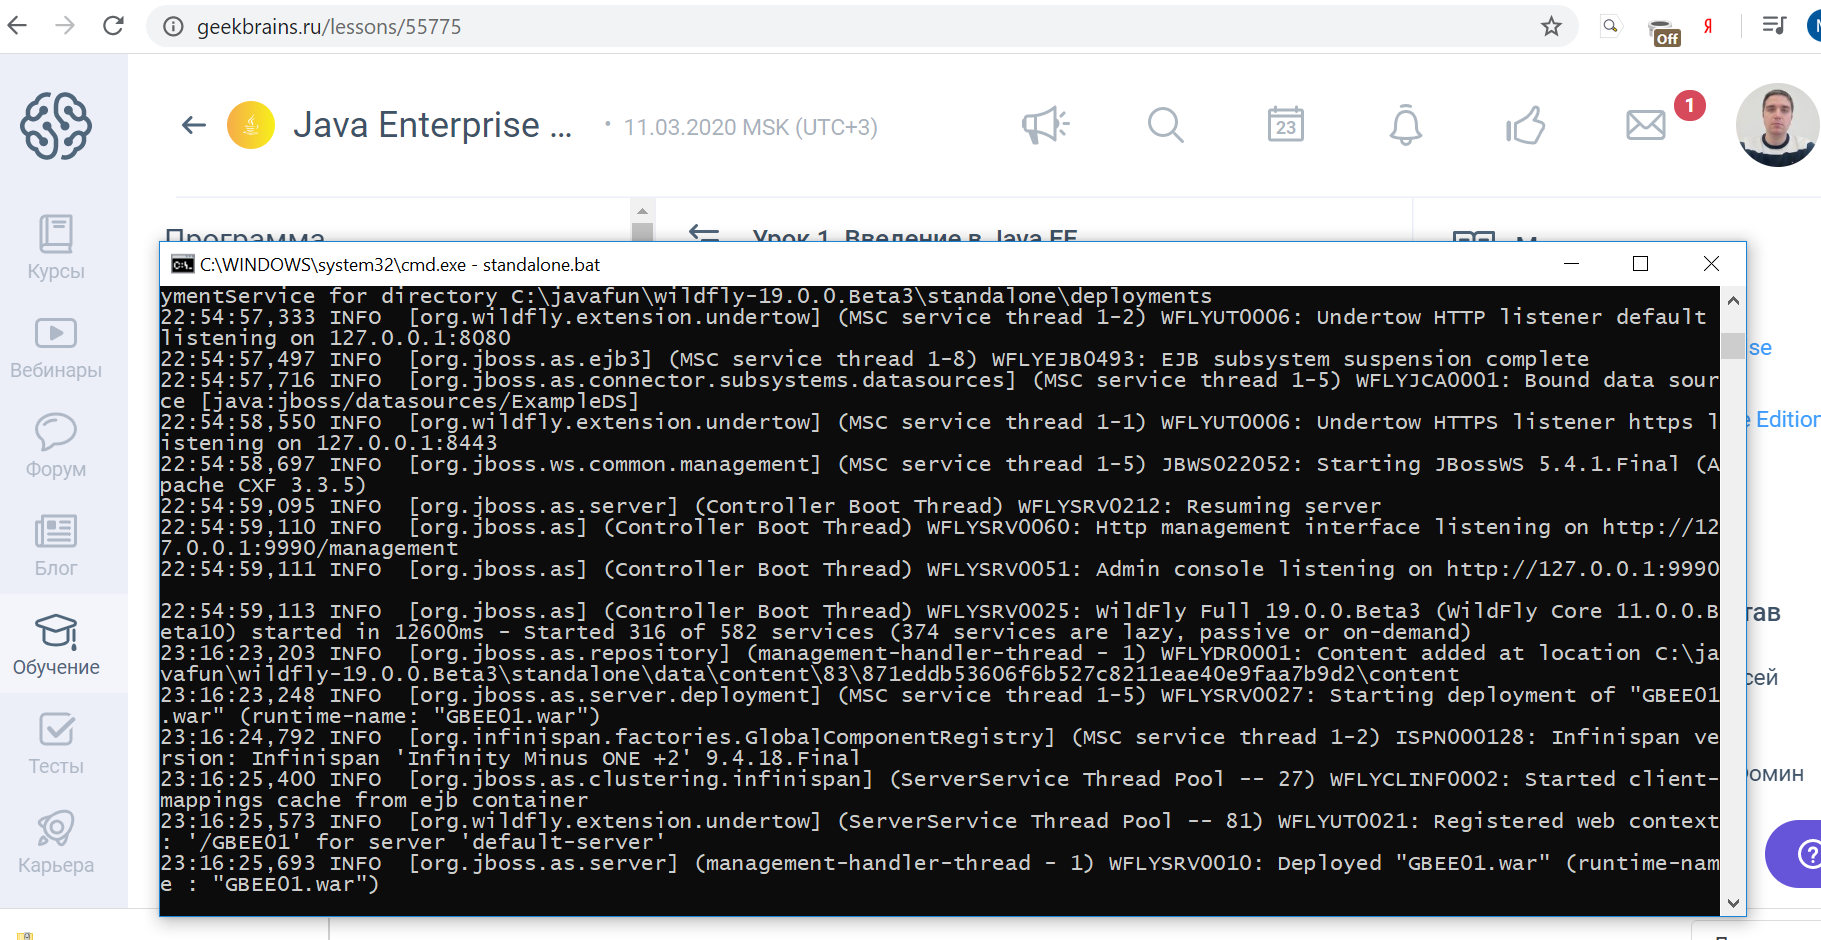 geekbrains.ru/lessons/55775
Off
Я
Java Enterprise ...
11.03.2020 MSK (UTC+3)
23
1
Программа
Урок 1. Введение в Java EE
Курсы
Вебинары
Форум
Блог
Обучение
Тесты
Карьера
C:\WINDOWS\system32\cmd.exe - standalone.bat
ymentService for directory C:\javafun\wildfly-19.0.0.Beta3\standalone\deployments
22:54:57,333 INFO  [org.wildfly.extension.undertow] (MSC service thread 1-2) WFLYUT0006: Undertow HTTP listener default
listening on 127.0.0.1:8080
22:54:57,497 INFO  [org.jboss.as.ejb3] (MSC service thread 1-8) WFLYEJB0493: EJB subsystem suspension complete
22:54:57,716 INFO  [org.jboss.as.connector.subsystems.datasources] (MSC service thread 1-5) WFLYJCA0001: Bound data sour
ce [java:jboss/datasources/ExampleDS]
22:54:58,550 INFO  [org.wildfly.extension.undertow] (MSC service thread 1-1) WFLYUT0006: Undertow HTTPS listener https l
istening on 127.0.0.1:8443
22:54:58,697 INFO  [org.jboss.ws.common.management] (MSC service thread 1-5) JBWS022052: Starting JBossWS 5.4.1.Final (A
pache CXF 3.3.5)
22:54:59,095 INFO  [org.jboss.as.server] (Controller Boot Thread) WFLYSRV0212: Resuming server
22:54:59,110 INFO  [org.jboss.as] (Controller Boot Thread) WFLYSRV0060: Http management interface listening on http://12
7.0.0.1:9990/management
22:54:59,111 INFO  [org.jboss.as] (Controller Boot Thread) WFLYSRV0051: Admin console listening on http://127.0.0.1:9990
22:54:59,113 INFO  [org.jboss.as] (Controller Boot Thread) WFLYSRV0025: WildFly Full 19.0.0.Beta3 (WildFly Core 11.0.0.B
eta10) started in 12600ms - Started 316 of 582 services (374 services are lazy, passive or on-demand)
23:16:23,203 INFO  [org.jboss.as.repository] (management-handler-thread - 1) WFLYDR0001: Content added at location C:\ja
vafun\wildfly-19.0.0.Beta3\standalone\data\content\83\871eddb53606f6b527c8211eae40e9faa7b9d2\content
23:16:23,248 INFO  [org.jboss.as.server.deployment] (MSC service thread 1-5) WFLYSRV0027: Starting deployment of "GBEE01
.war" (runtime-name: "GBEE01.war")
23:16:24,792 INFO  [org.infinispan.factories.GlobalComponentRegistry] (MSC service thread 1-2) ISPN000128: Infinispan ve
rsion: Infinispan 'Infinity Minus ONE +2' 9.4.18.Final
23:16:25,400 INFO  [org.jboss.as.clustering.infinispan] (ServerService Thread Pool -- 27) WFLYCLINF0002: Started client-
mappings cache from ejb container
23:16:25,573 INFO  [org.wildfly.extension.undertow] (ServerService Thread Pool -- 81) WFLYUT0021: Registered web context
: '/GBEE01' for server 'default-server'
23:16:25,693 INFO  [org.jboss.as.server] (management-handler-thread - 1) WFLYSRV0010: Deployed "GBEE01.war" (runtime-nam
e : "GBEE01.war")
se
Edition
тав
сей
омин